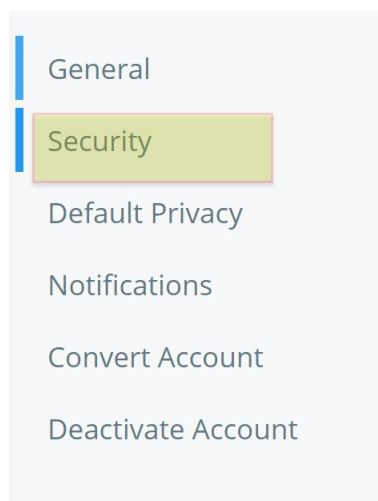 General
Security
Default Privacy
Notifications
Convert Account
Deactivate Account